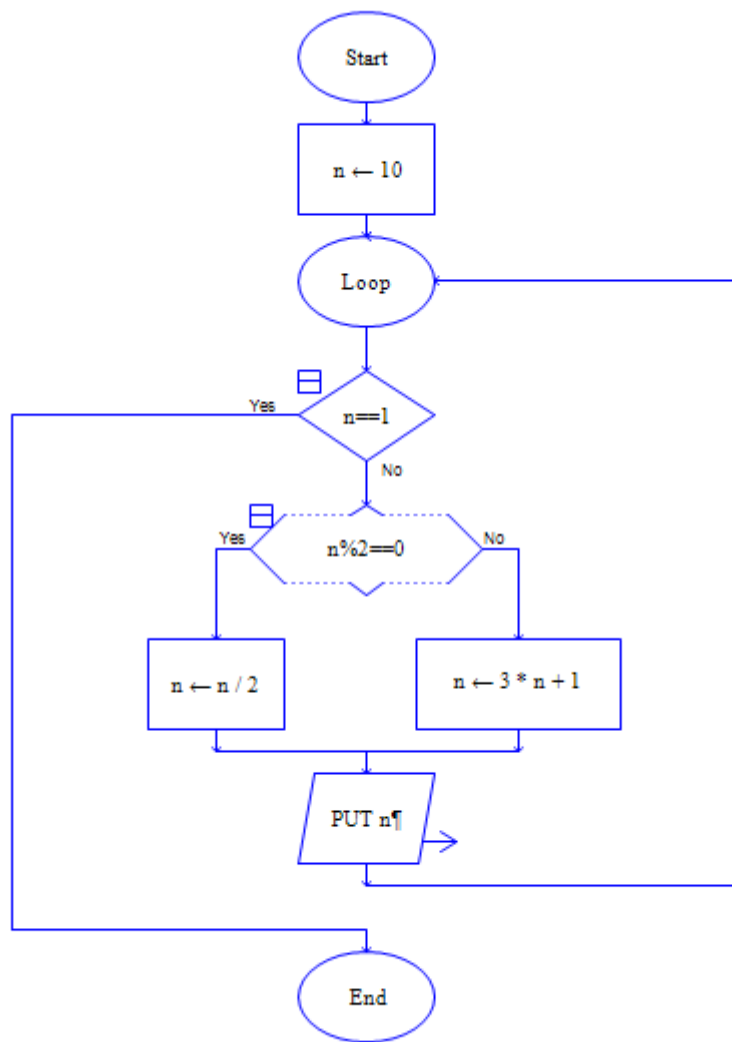 Start
n ← 10
Loop
Yes
n==1
No
Yes
n%2==0
No
n ← n / 2
n ← 3 * n + 1
PUT n¶
End